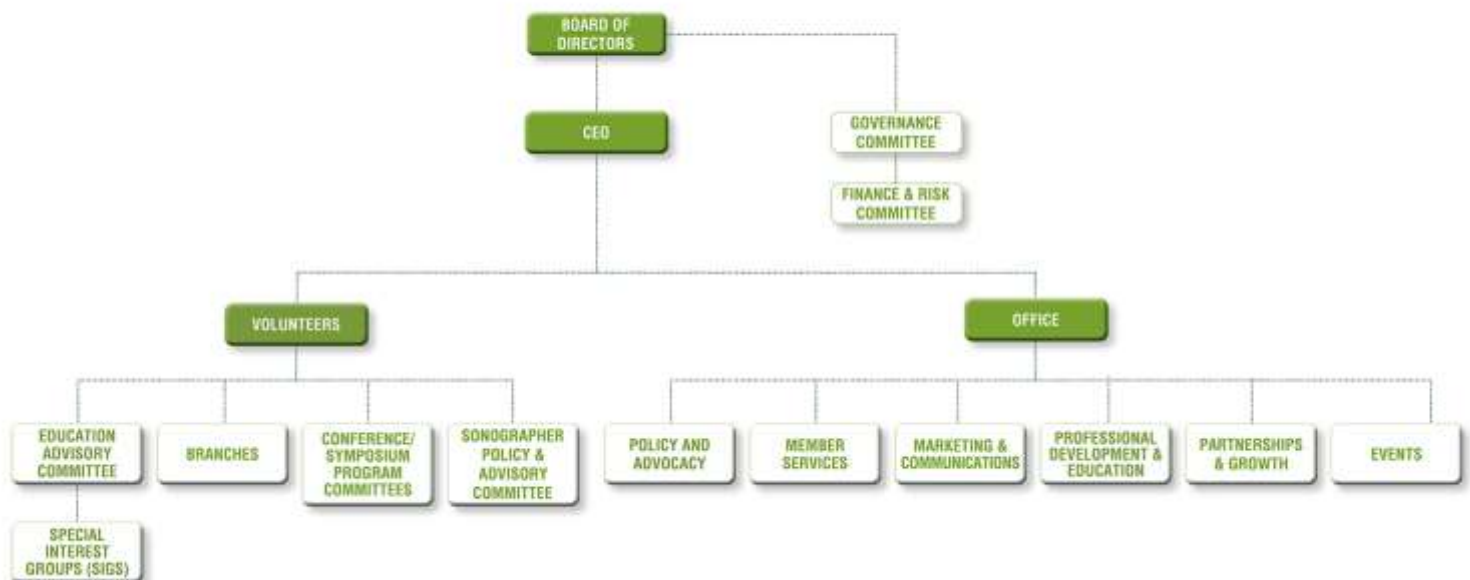 BOARD OF
DIRECTORS
CEO
GOVERNANCE
COMMITTEE
FINANCE & RISK
COMMITTEE
VOLUNTEERS
OFFICE
EDUCATION
ADVISORY
COMMITTEE
BRANCHES
CONFERENCE/
SYMPOSIUM
PROGRAM
COMMITTEES
SONOGRAPHER
POLICY &
ADVISORY
COMMITTEE
POLICY AND
ADVOCACY
MEMBER
SERVICES
MARKETING &
COMMUNICATIONS
PROFESSIONAL
DEVELOPMENT &
EDUCATION
PARTNERSHIPS
& GROWTH
EVENTS
SPECIAL
INTEREST
GROUPS (SIGS)